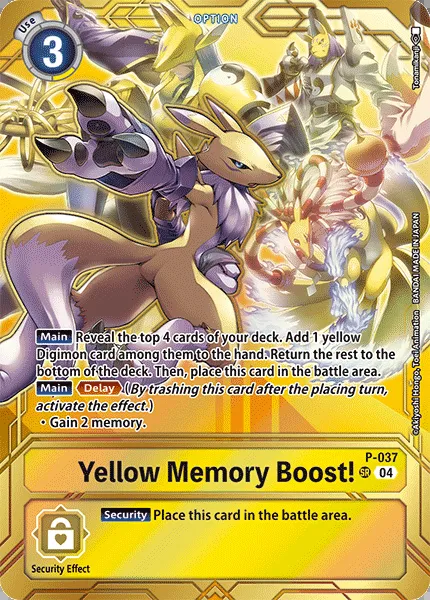 OPTION
Use
3
Tonamikanji
[Main] Reveal the top 4 cards of your deck. Add 1 yellow
Digimon card among them to the hand. Return the rest to the
bottom of the deck. Then, place this card in the battle area.
[Main] <Delay>.(By trashing this card after the placing turn,
activate the effect.)
• Gain 2 memory.
©Akiyoshi Hongo, Toei Animation BANDAI MADE IN JAPAN
P-037
Yellow Memory Boost! SR 04
[Security] Place this card in the battle area.
Security Effect